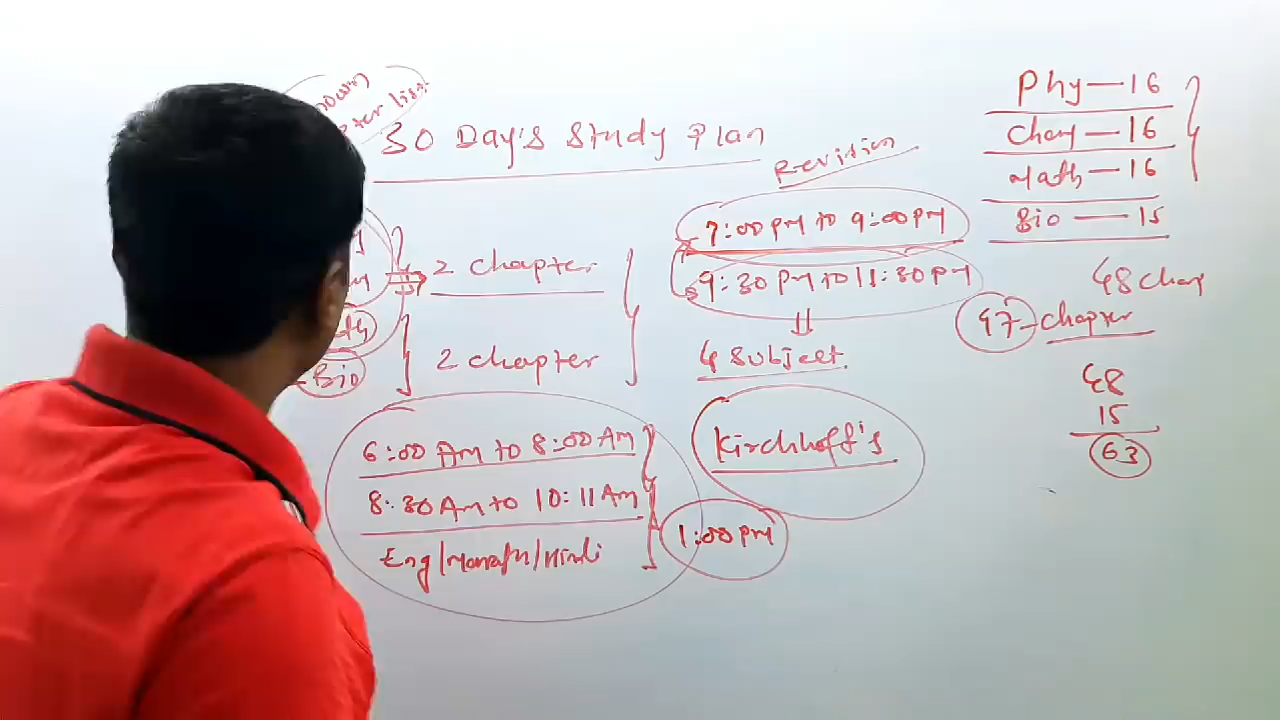 30 Day's Study Plan
2 chapter
2 chapter
Bio
6:00 Am to 8:00 Am
8:30 Am to 10:11 Am
Eng/Marath/Hindi
1:00 pm
Revision
7:00 pm to 9:00 pm
9:30 pm to 11:30 pm
4 Subject.
Kirchhoff's
Phy—16
—16
Math—16
Bio—15
48
47-chapter
48
15
63